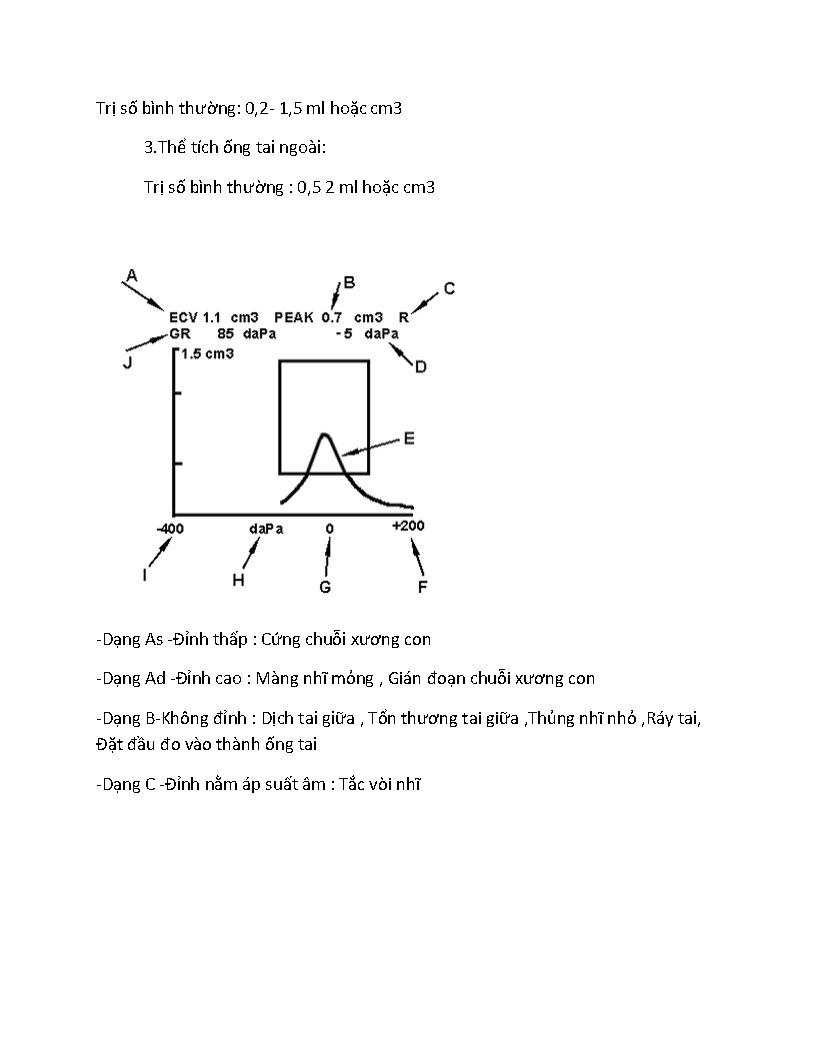 Trị số bình thường: 0,2- 1,5 ml hoặc cm3
3.Thể tích ống tai ngoài:
Trị số bình thường : 0,5 2 ml hoặc cm3
A
B
C
ECV 1.1 cm3 PEAK 0.7 cm3 R
GR 85 daPa -5 daPa
J
1.5 cm3
D
E
-400 daPa 0 +200
I
H
G
F
-Dạng As -Đỉnh thấp : Cứng chuỗi xương con
-Dạng Ad -Đỉnh cao : Màng nhĩ mỏng , Gián đoạn chuỗi xương con
-Dạng B-Không đỉnh : Dịch tai giữa , Tổn thương tai giữa ,Thủng nhĩ nhỏ ,Ráy tai,
Đặt đầu đo vào thành ống tai
-Dạng C -Đỉnh nằm áp suất âm : Tắc vòi nhĩ